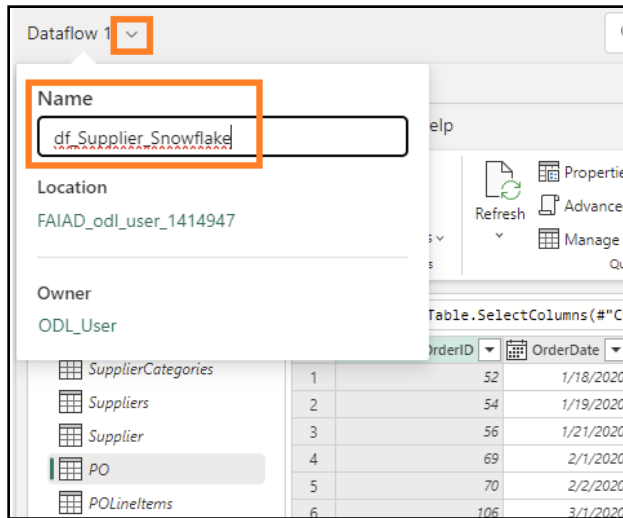 Dataflow 1
Name
df_Supplier_Snowflake
Location
FAIAD_odl_user_1414947
Owner
ODL_User
elp
Refresh
Propertie
Advance
Manage
Qu
Table.SelectColumns(#"C
OrderID OrderDate
SupplierCategories
Suppliers
Supplier
PO
POLineItems
1 52 1/18/2020
2 54 1/19/2020
3 56 1/21/2020
4 69 2/1/2020
5 70 2/2/2020
6 106 3/1/2020